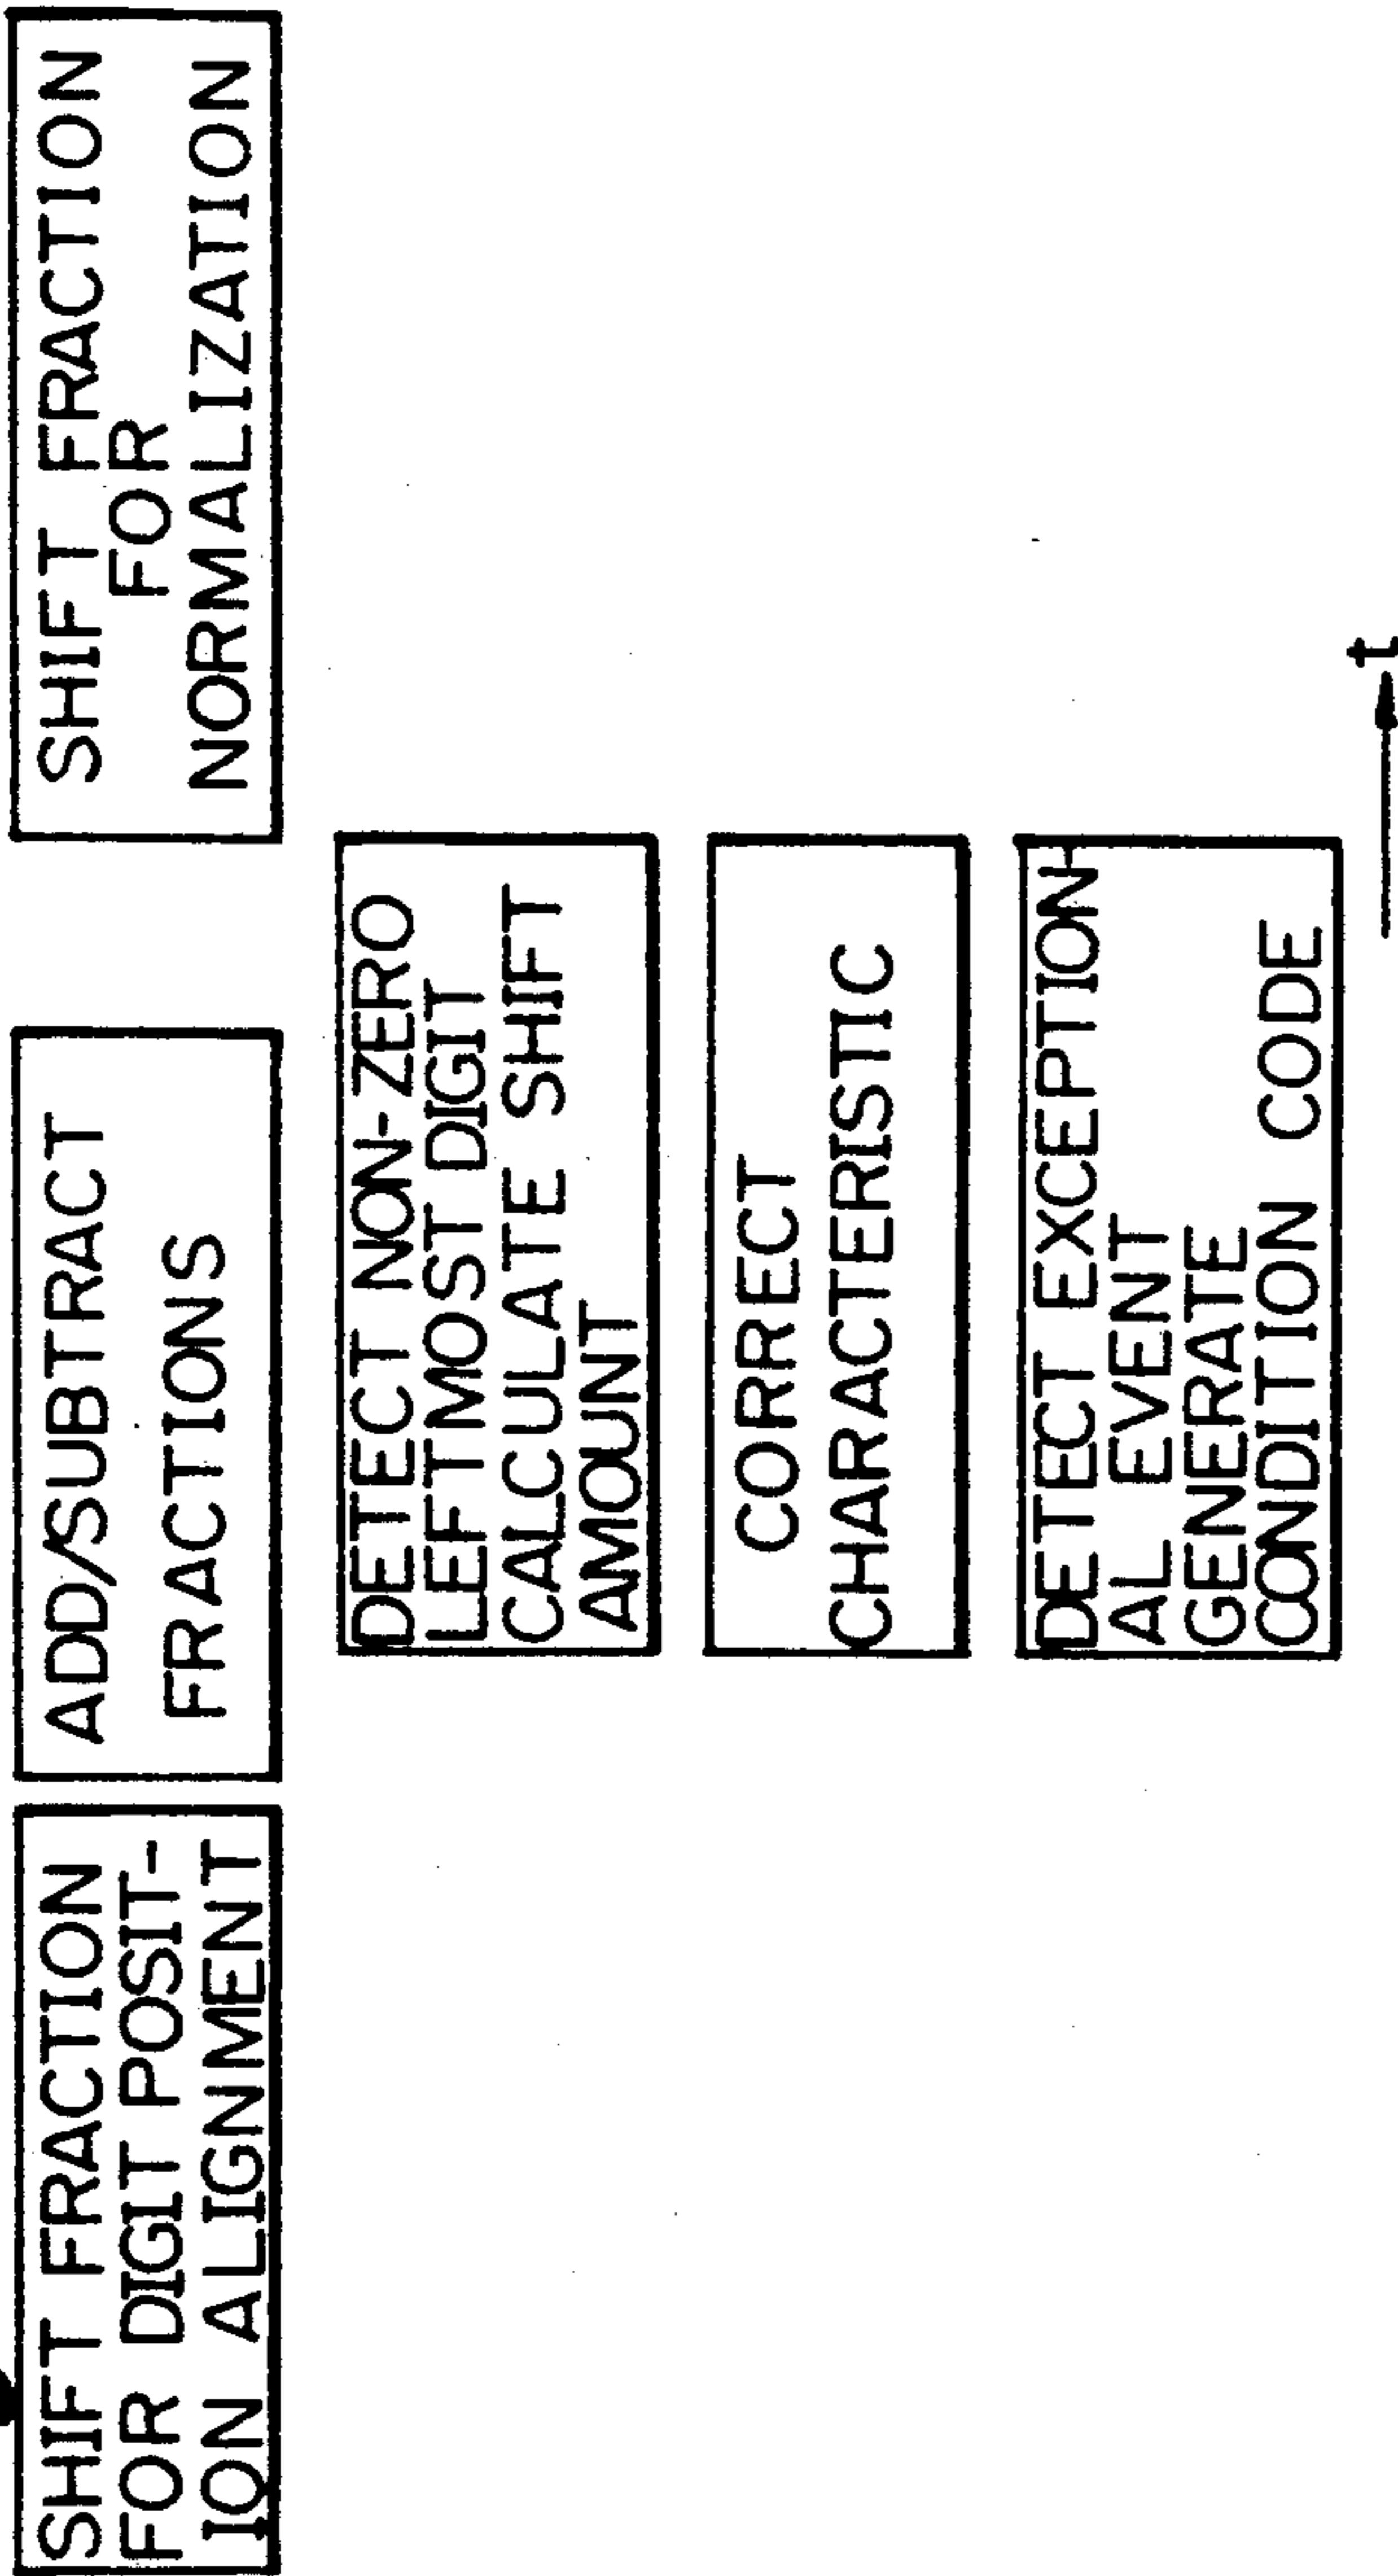 SHIFT FRACTION
FOR DIGIT POSIT-
ION ALIGNMENT
ADD/SUBTRACT
FRACTIONS
SHIFT FRACTION
FOR
NORMALIZATION
DETECT NON-ZERO
LEFTMOST DIGIT
CALCULATE SHIFT
AMOUNT
CORRECT
CHARACTERISTIC
DETECT EXCEPTION-
AL EVENT
GENERATE
CONDITION CODE
t